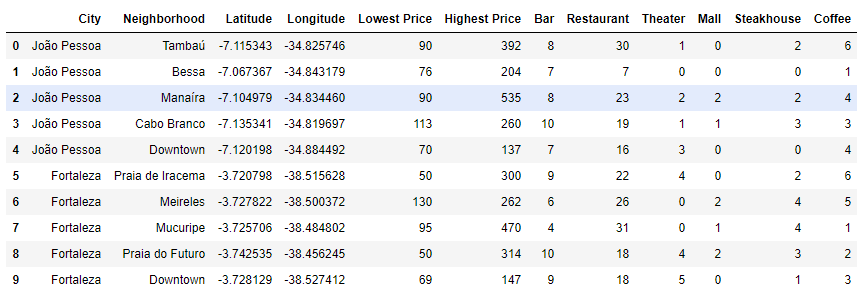 City Neighborhood Latitude Longitude Lowest Price Highest Price Bar Restaurant Theater Mall Steakhouse Coffee
0 João Pessoa Tambaú -7.115343 -34.825746 90 392 8 30 1 0 2 6
1 João Pessoa Bessa -7.067367 -34.843179 76 204 7 7 0 0 0 1
2 João Pessoa Manaíra -7.104979 -34.834460 90 535 8 23 2 2 2 4
3 João Pessoa Cabo Branco -7.135341 -34.819697 113 260 10 19 1 1 3 3
4 João Pessoa Downtown -7.120198 -34.884492 70 137 7 16 3 0 0 4
5 Fortaleza Praia de Iracema -3.720798 -38.515628 50 300 9 22 4 0 2 6
6 Fortaleza Meireles -3.727822 -38.500372 130 262 6 26 0 2 4 5
7 Fortaleza Mucuripe -3.725706 -38.484802 95 470 4 31 0 1 4 1
8 Fortaleza Praia do Futuro -3.742535 -38.456245 50 314 10 18 4 2 3 2
9 Fortaleza Downtown -3.728129 -38.527412 69 147 9 18 5 0 1 3